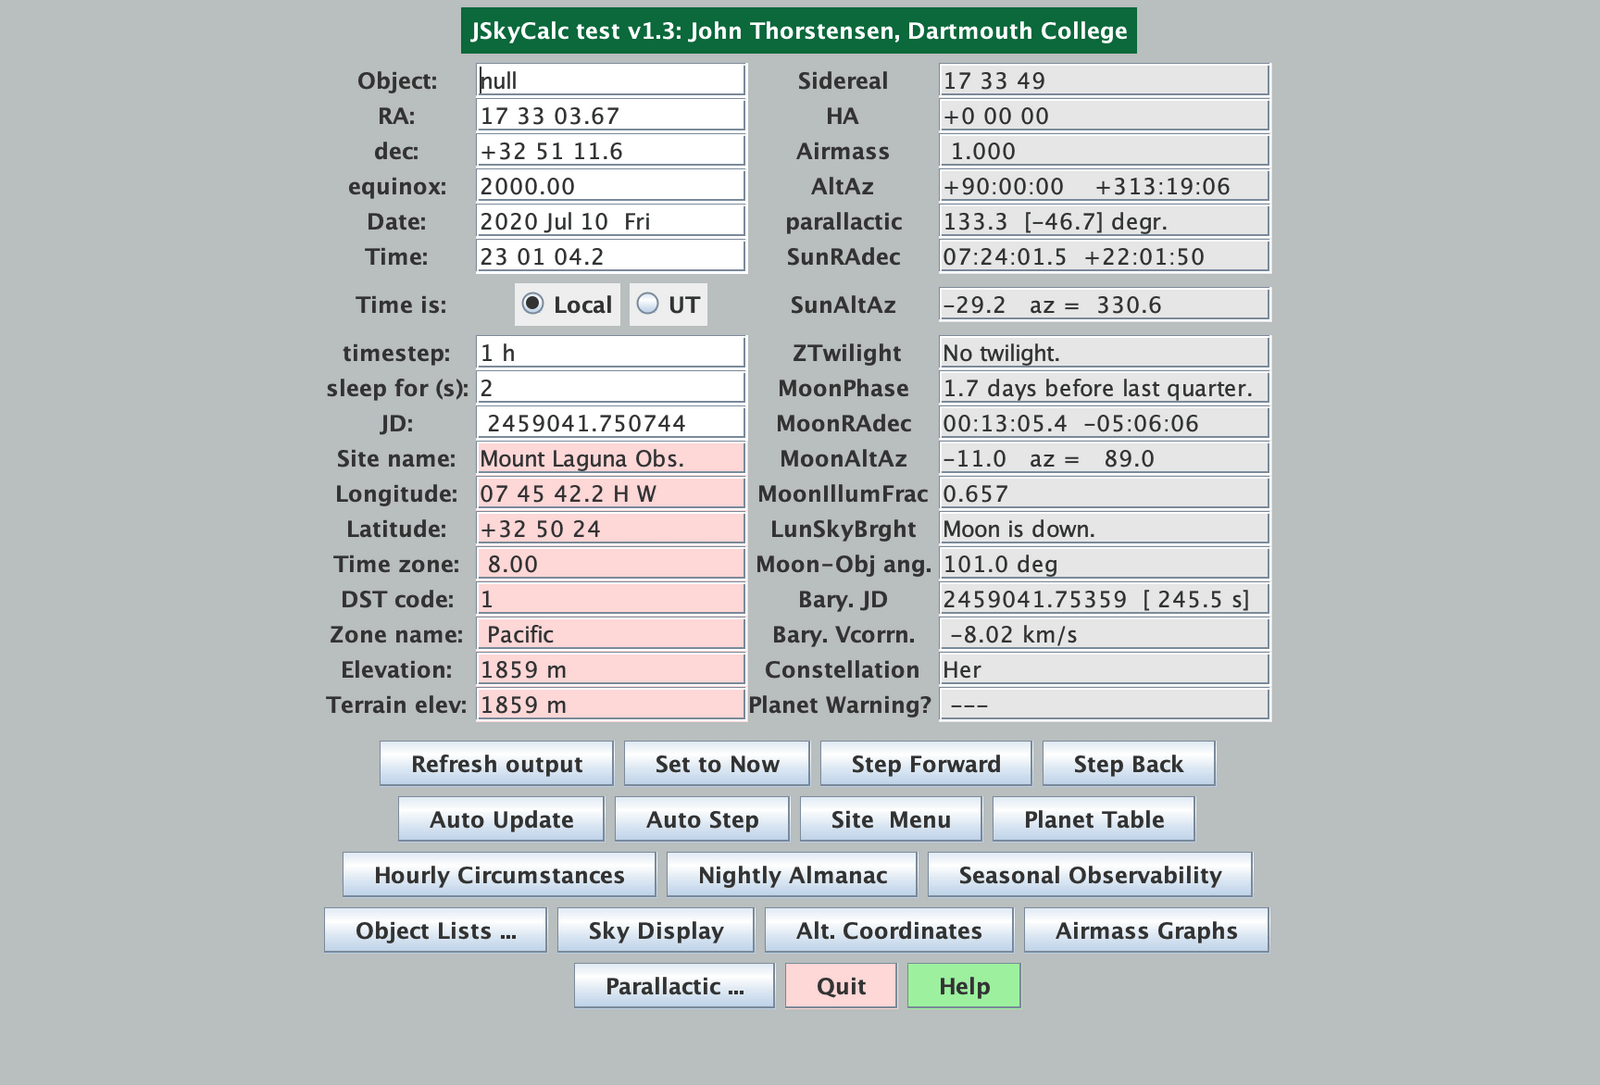 JSkyCalc test v1.3: John Thorstensen, Dartmouth College
Object: null Sidereal 17 33 49
RA: 17 33 03.67 HA +0 00 00
dec: +32 51 11.6 Airmass 1.000
equinox: 2000.00 AltAz +90:00:00 +313:19:06
Date: 2020 Jul 10 Fri parallactic 133.3 [-46.7] degr.
Time: 23 01 04.2 SunRAdec 07:24:01.5 +22:01:50
Time is: Local UT SunAltAz -29.2 az = 330.6
timestep: 1 h ZTwilight No twilight.
sleep for (s): 2 MoonPhase 1.7 days before last quarter.
JD: 2459041.750744 MoonRAdec 00:13:05.4 -05:06:06
Site name: Mount Laguna Obs. MoonAltAz -11.0 az = 89.0
Longitude: 07 45 42.2 H W MoonIllumFrac 0.657
Latitude: +32 50 24 LunSkyBrght Moon is down.
Time zone: 8.00 Moon-Obj ang. 101.0 deg
DST code: 1 Bary. JD 2459041.75359 [ 245.5 s]
Zone name: Pacific Bary. Vcorrn. -8.02 km/s
Elevation: 1859 m Constellation Her
Terrain elev: 1859 m Planet Warning? ---
Refresh output Set to Now Step Forward Step Back
Auto Update Auto Step Site Menu Planet Table
Hourly Circumstances Nightly Almanac Seasonal Observability
Object Lists ... Sky Display Alt. Coordinates Airmass Graphs
Parallactic ... Quit Help